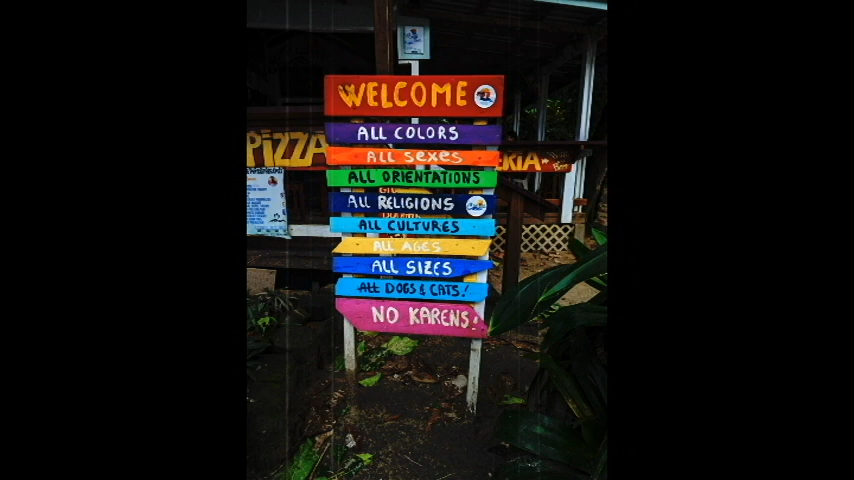 WELCOME
ALL COLORS
PIZZA
ALL SEXES
ERIA
ALL ORIENTATIONS
ALL RELIGIONS
ALL CULTURES
ALL AGES
ALL SIZES
ALL DOGS & CATS!
NO KARENS!